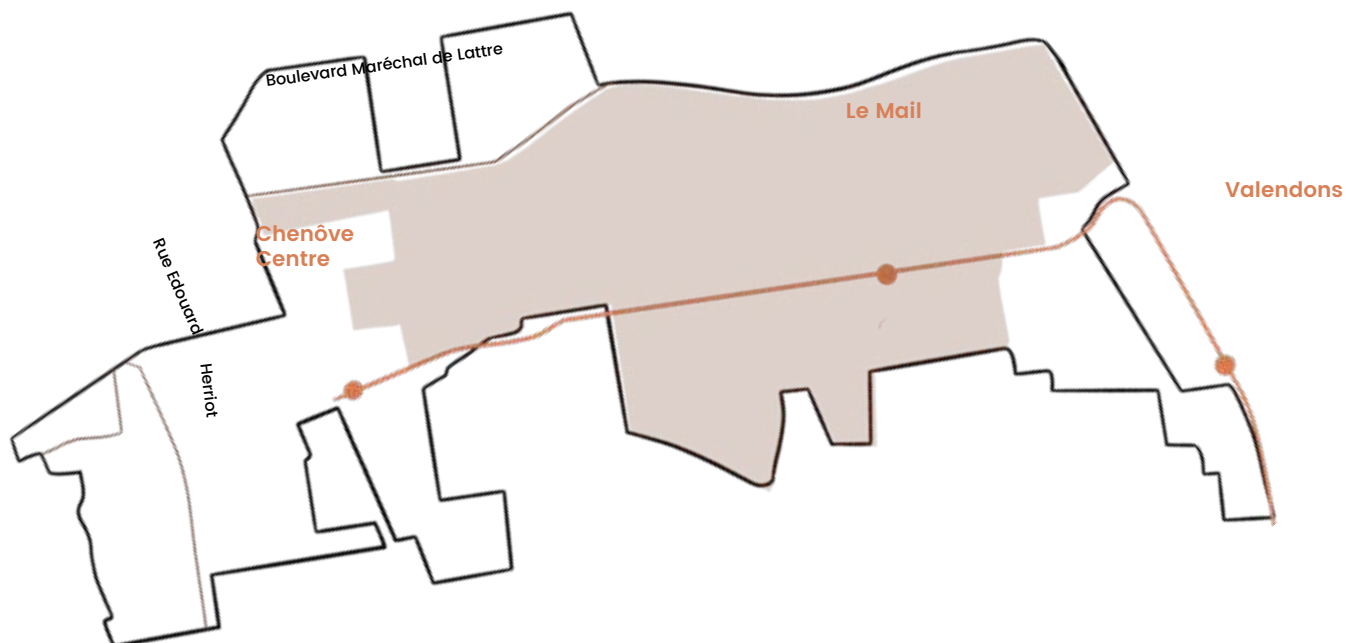 Boulevard Maréchal de Lattre
Le Mail
Valendons
Chenôve
Centre
Rue Edouard
Herriot